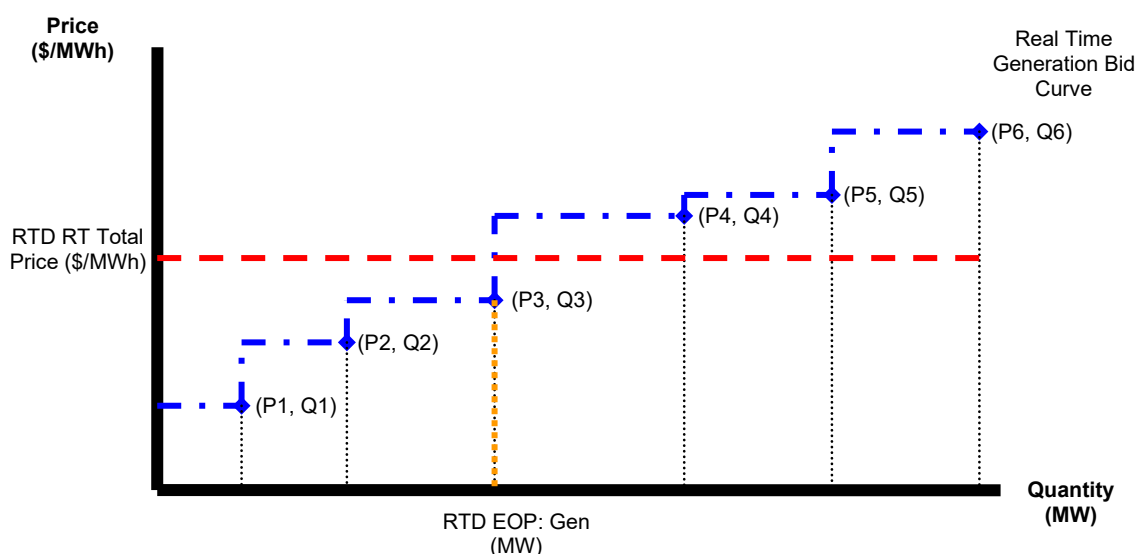 Price
($/MWh)
Real Time
Generation Bid
Curve
(P6, Q6)
(P5, Q5)
(P4, Q4)
RTD RT Total
Price ($/MWh)
(P3, Q3)
(P2, Q2)
(P1, Q1)
Quantity
(MW)
RTD EOP: Gen
(MW)